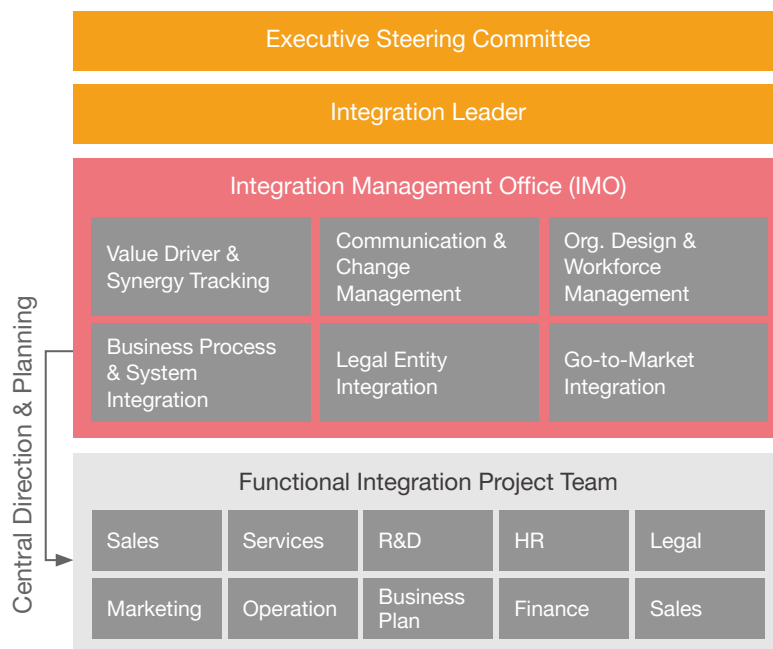 Executive Steering Committee
Integration Leader
Integration Management Office (IMO)
Value Driver &
Synergy Tracking
Communication &
Change
Management
Org. Design &
Workforce
Management
Business Process
& System
Integration
Legal Entity
Integration
Go-to-Market
Integration
Central Direction & Planning
Functional Integration Project Team
Sales
Services
R&D
HR
Legal
Marketing
Operation
Business
Plan
Finance
Sales